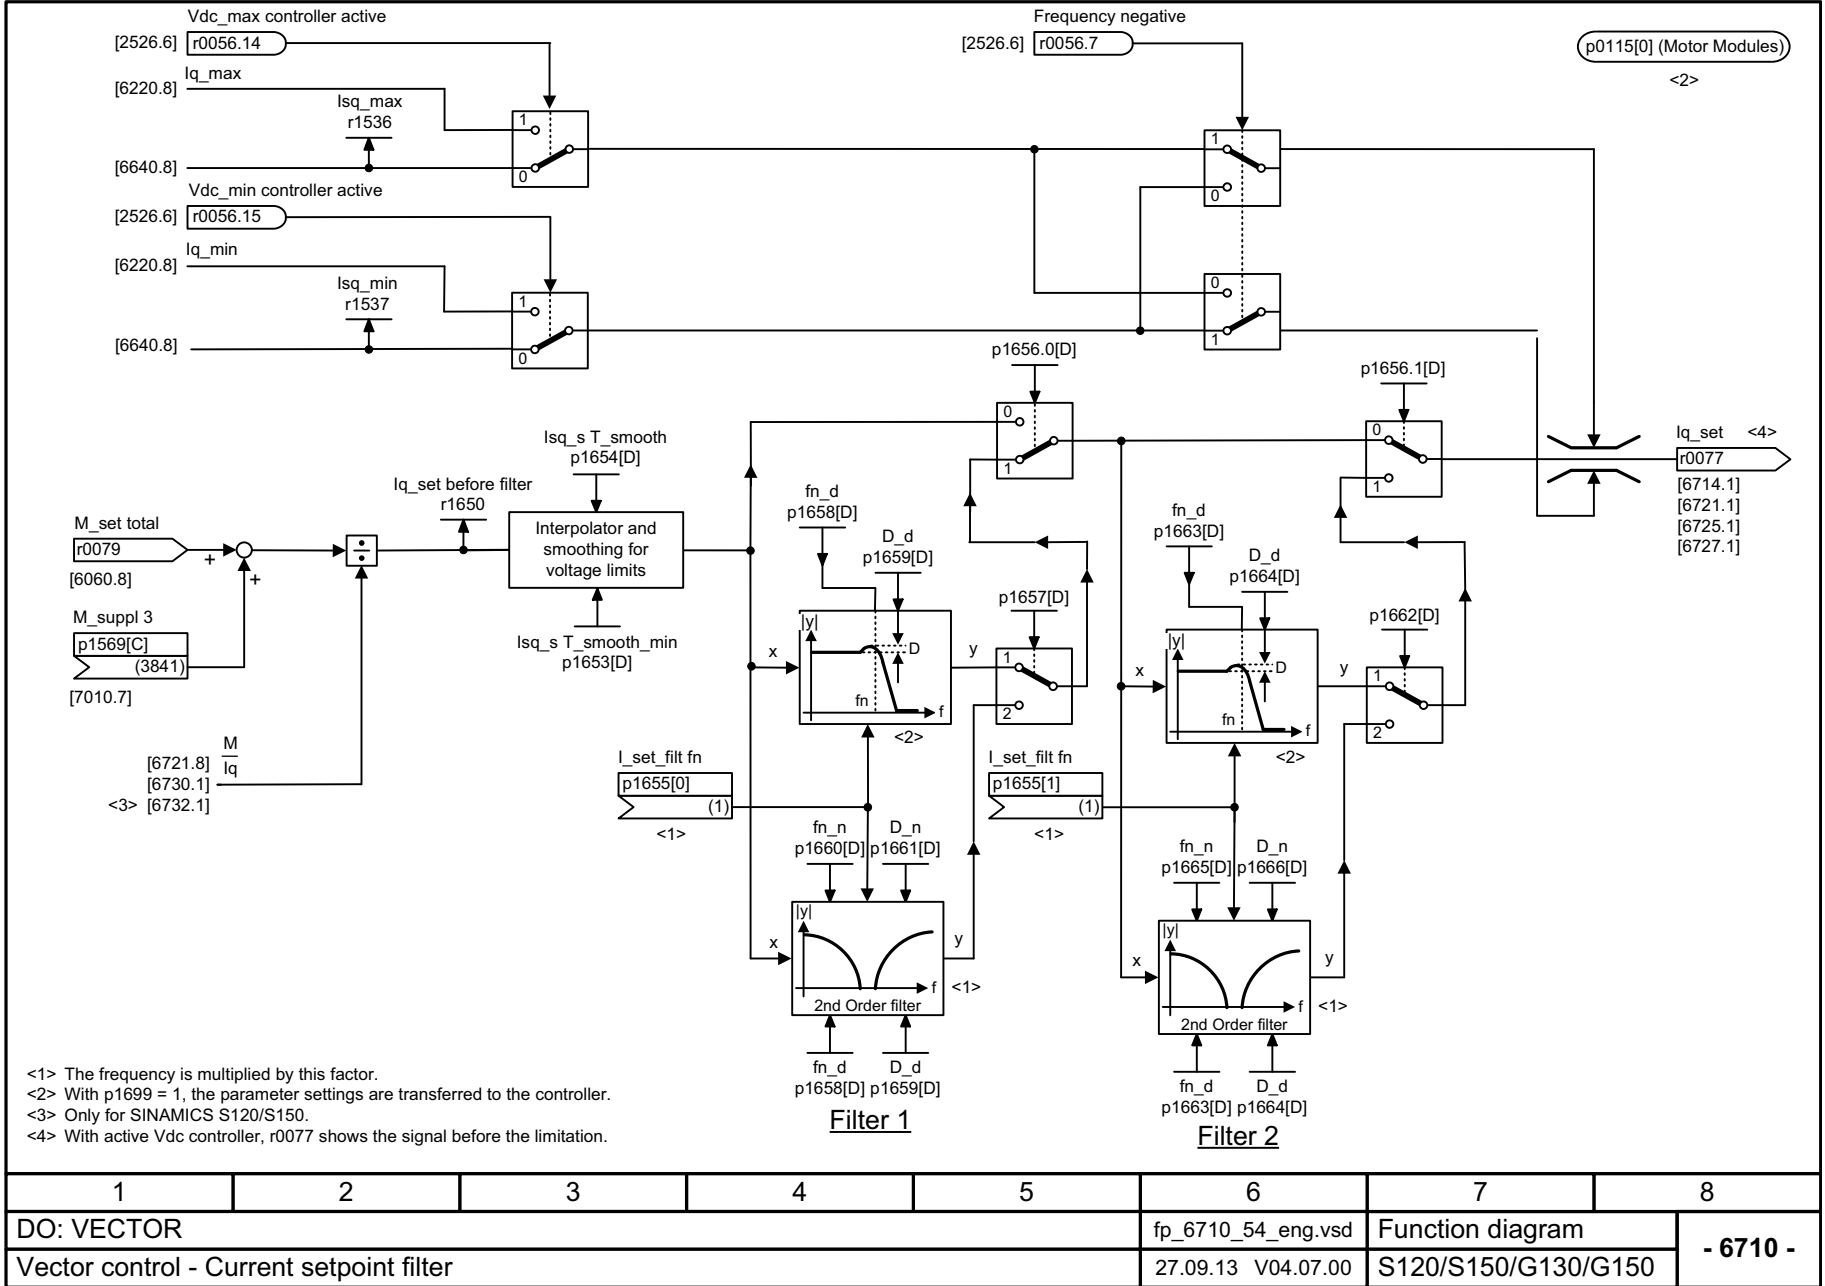 Vdc_max controller active
[2526.6] r0056.14
Iq_max
[6220.8]
Isq_max
r1536
1
[6640.8]
0
Vdc_min controller active
[2526.6] r0056.15
Iq_min
[6220.8]
Isq_min
r1537
1
[6640.8]
0
Frequency negative
[2526.6] r0056.7
1
0
0
1
p0115[0] (Motor Modules)
<2>
p1656.0[D]
0
1
p1656.1[D]
0
1
Iq_set <4>
r0077
[6714.1]
[6721.1]
[6725.1]
[6727.1]
M_set total
r0079
[6060.8]
+
+
M_suppl 3
p1569[C]
(3841)
[7010.7]
÷
M
Iq
[6721.8]
[6730.1]
<3> [6732.1]
Iq_set before filter
r1650
Isq_s T_smooth
p1654[D]
Interpolator and
smoothing for
voltage limits
Isq_s T_smooth_min
p1653[D]
fn_d
p1658[D]
D_d
p1659[D]
x
|y|
D
fn
f
y
<2>
p1657[D]
1
2
I_set_filt fn
p1655[0]
(1)
<1>
fn_n
p1660[D]
D_n
p1661[D]
x
|y|
f
2nd Order filter
y
<1>
fn_d
p1658[D]
D_d
p1659[D]
Filter 1
fn_d
p1663[D]
D_d
p1664[D]
x
|y|
D
fn
f
y
<2>
p1662[D]
1
2
I_set_filt fn
p1655[1]
(1)
<1>
fn_n
p1665[D]
D_n
p1666[D]
x
|y|
f
2nd Order filter
y
<1>
fn_d
p1663[D]
D_d
p1664[D]
Filter 2
<1> The frequency is multiplied by this factor.
<2> With p1699 = 1, the parameter settings are transferred to the controller.
<3> Only for SINAMICS S120/S150.
<4> With active Vdc controller, r0077 shows the signal before the limitation.
1 2 3 4 5 6 7 8
DO: VECTOR
fp_6710_54_eng.vsd
Function diagram
- 6710 -
Vector control - Current setpoint filter
27.09.13 V04.07.00
S120/S150/G130/G150